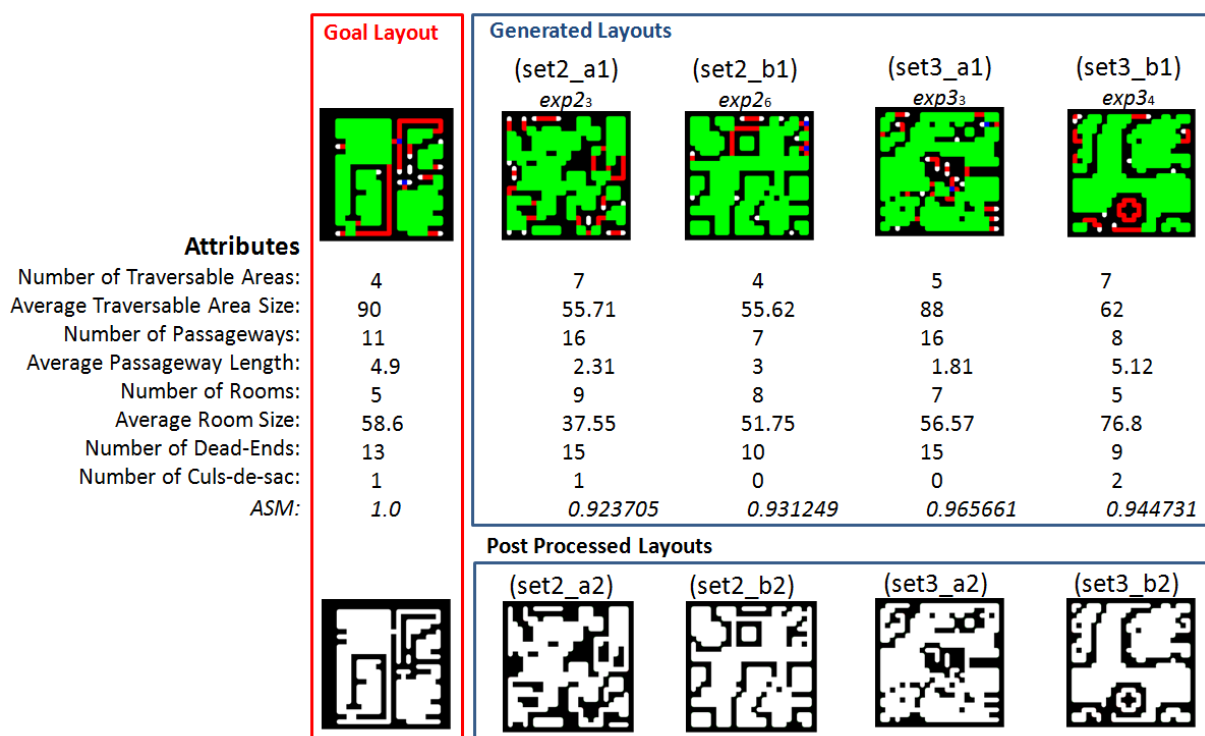 Goal Layout
Generated Layouts
(set2_a1) (set2_b1) (set3_a1) (set3_b1)
exp2₃ exp2₆ exp3₃ exp3₄
Attributes
Number of Traversable Areas: 4 7 4 5 7
Average Traversable Area Size: 90 55.71 55.62 88 62
Number of Passageways: 11 16 7 16 8
Average Passageway Length: 4.9 2.31 3 1.81 5.12
Number of Rooms: 5 9 8 7 5
Average Room Size: 58.6 37.55 51.75 56.57 76.8
Number of Dead-Ends: 13 15 10 15 9
Number of Culs-de-sac: 1 1 0 0 2
ASM: 1.0 0.923705 0.931249 0.965661 0.944731
Post Processed Layouts
(set2_a2) (set2_b2) (set3_a2) (set3_b2)